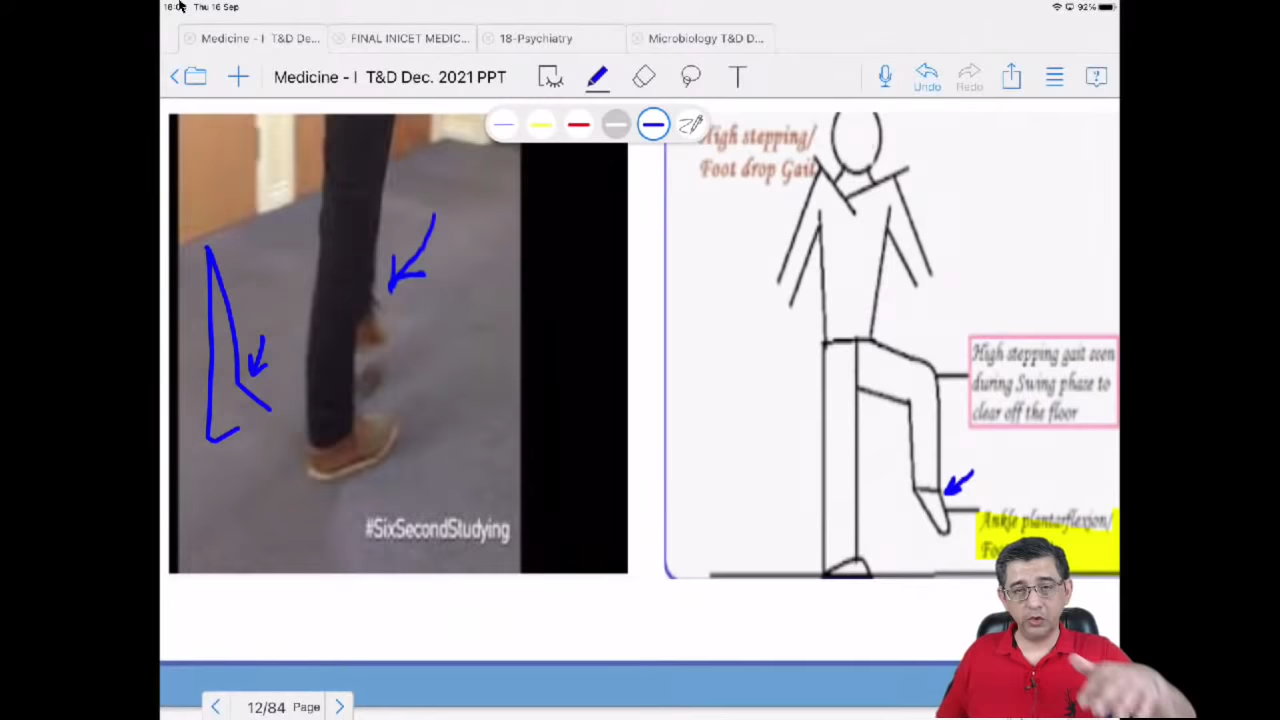 Thu 16 Sep
92%
Medicine - I T&D De...
FINAL INICET MEDIC...
18-Psychiatry
Microbiology T&D D...
Medicine - I T&D Dec. 2021 PPT
T
Undo
Redo
High stepping/
Foot drop Gait
High stepping gait seen
during Swing phase to
clear off the floor
Ankle plantarflexion/
#SixSecondStudying
12/84 Page